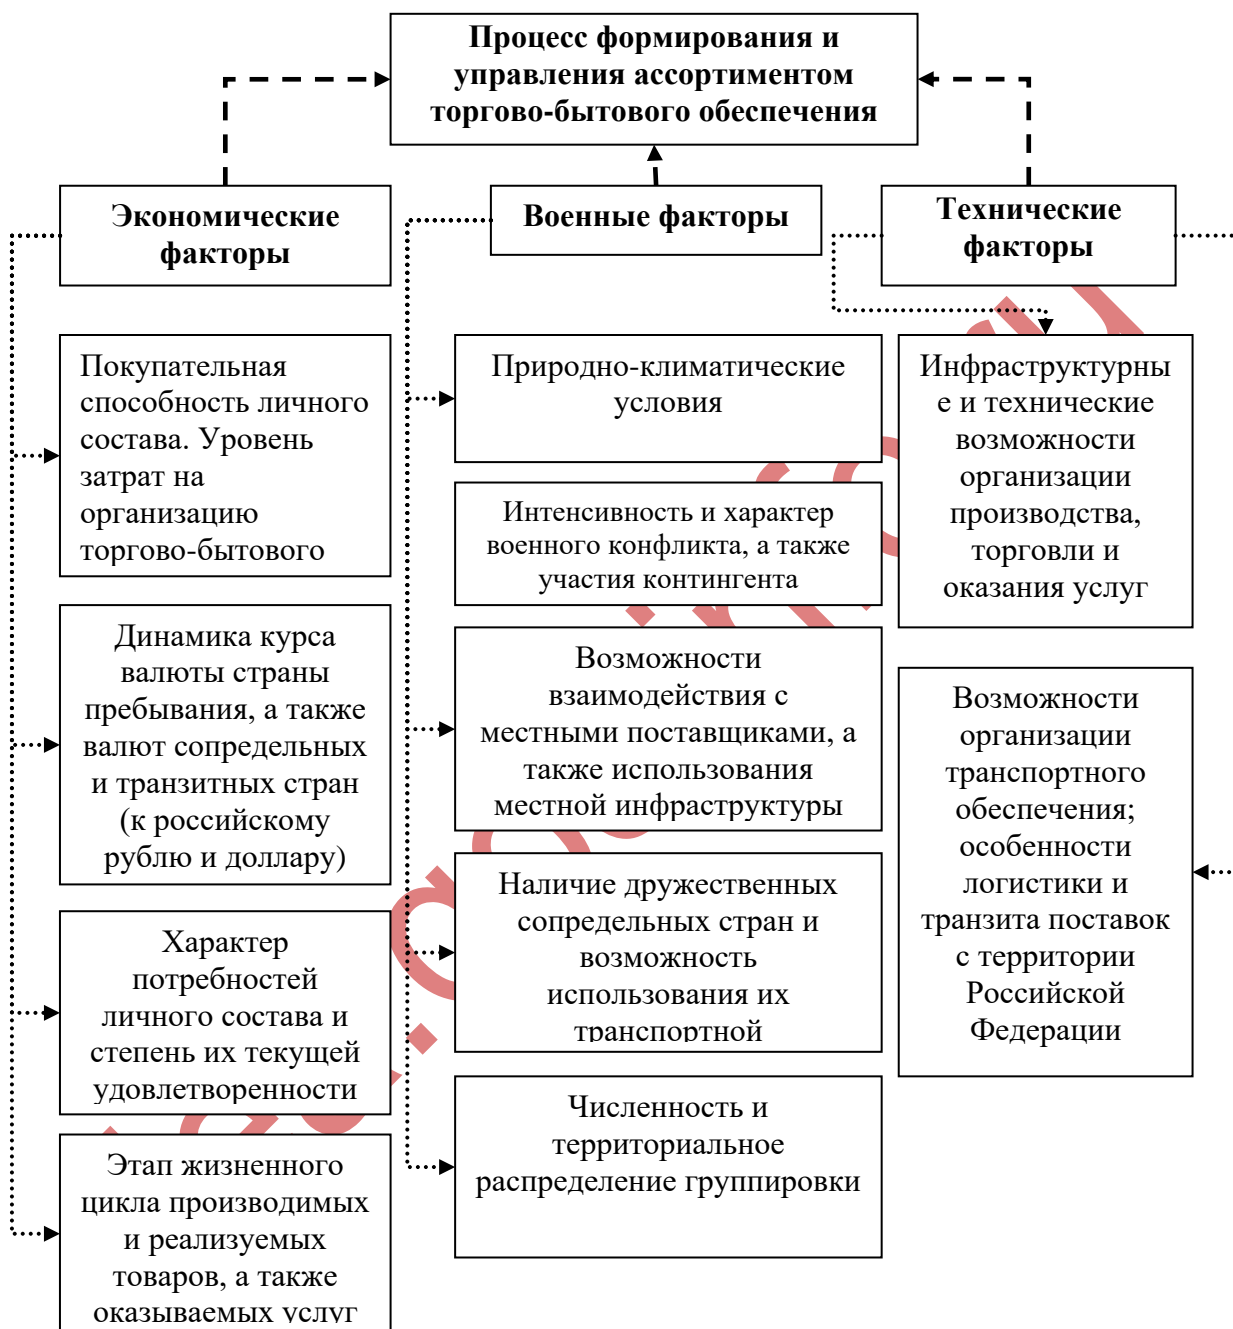 Процесс формирования и
управления ассортиментом
торгово-бытового обеспечения
Экономические
факторы
Военные факторы
Технические
факторы
Покупательная
способность личного
состава. Уровень
затрат на
организацию
торгово-бытового
Динамика курса
валюты страны
пребывания, а также
валют сопредельных
и транзитных стран
(к российскому
рублю и доллару)
Характер
потребностей
личного состава и
степень их текущей
удовлетворенности
Этап жизненного
цикла производимых
и реализуемых
товаров, а также
оказываемых услуг
Природно-климатические
условия
Интенсивность и характер
военного конфликта, а также
участия контингента
Возможности
взаимодействия с
местными поставщиками, а
также использования
местной инфраструктуры
Наличие дружественных
сопредельных стран и
возможность
использования их
транспортной
Численность и
территориальное
распределение группировки
Инфраструктурны
е и технические
возможности
организации
производства,
торговли и
оказания услуг
Возможности
организации
транспортного
обеспечения;
особенности
логистики и
транзита поставок
с территории
Российской
Федерации